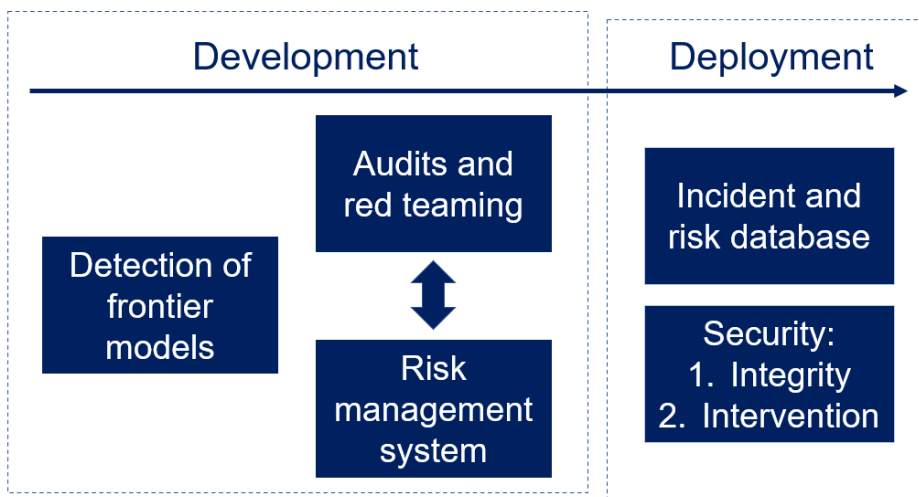 Development
Deployment
Audits and
red teaming
Detection of
frontier
models
Risk
management
system
Incident and
risk database
Security:
1. Integrity
2. Intervention